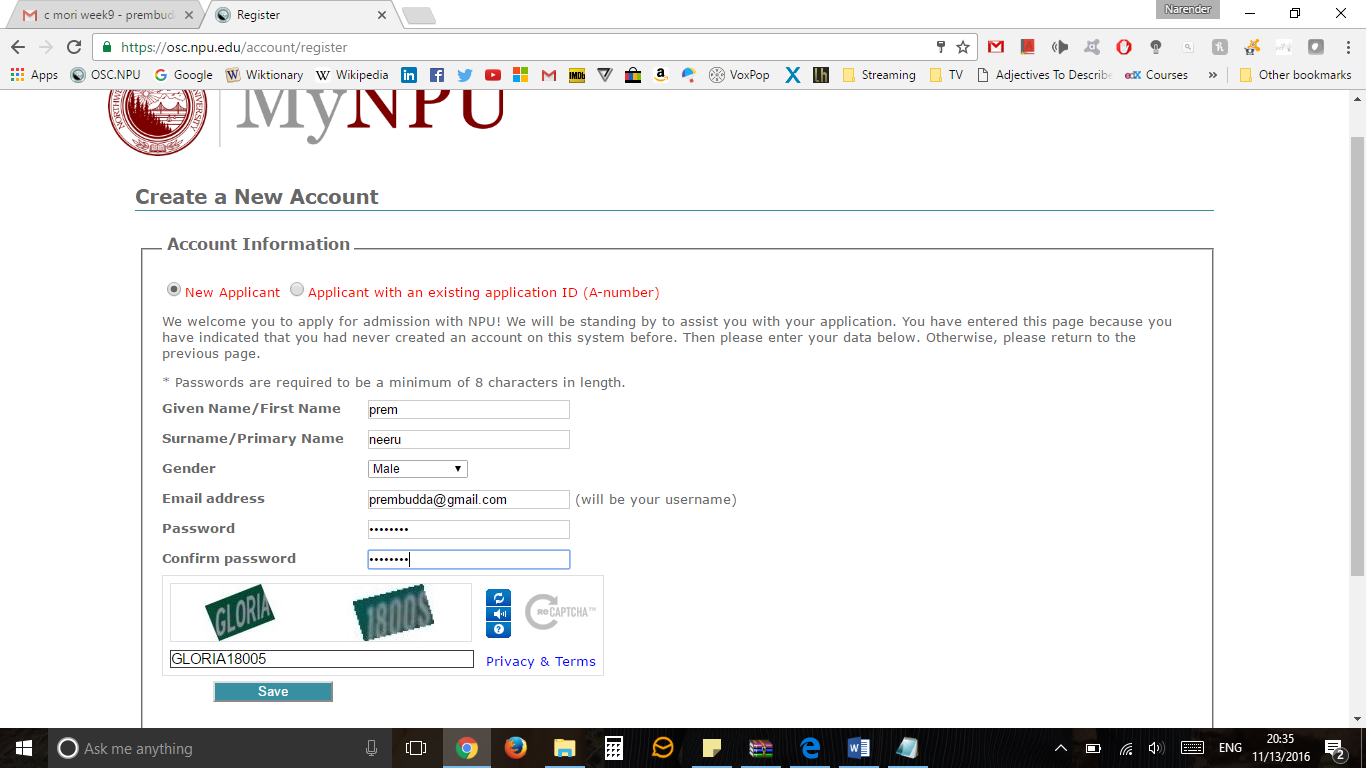 c mori week9 - prembud
Register
Narender
https://osc.npu.edu/account/register
Apps OSC.NPU Google Wiktionary Wikipedia VoxPop Streaming TV Adjectives To Describe Courses » Other bookmarks
MyNPU
Create a New Account
Account Information
New Applicant Applicant with an existing application ID (A-number)
We welcome you to apply for admission with NPU! We will be standing by to assist you with your application. You have entered this page because you
have indicated that you had never created an account on this system before. Then please enter your data below. Otherwise, please return to the
previous page.
* Passwords are required to be a minimum of 8 characters in length.
Given Name/First Name prem
Surname/Primary Name neeru
Gender Male
Email address prembudda@gmail.com (will be your username)
Password ••••••••
Confirm password ••••••••
GLORIA 18005
reCAPTCHA™
GLORIA18005
Privacy & Terms
Save
Ask me anything
ENG
20:35
11/13/2016
2